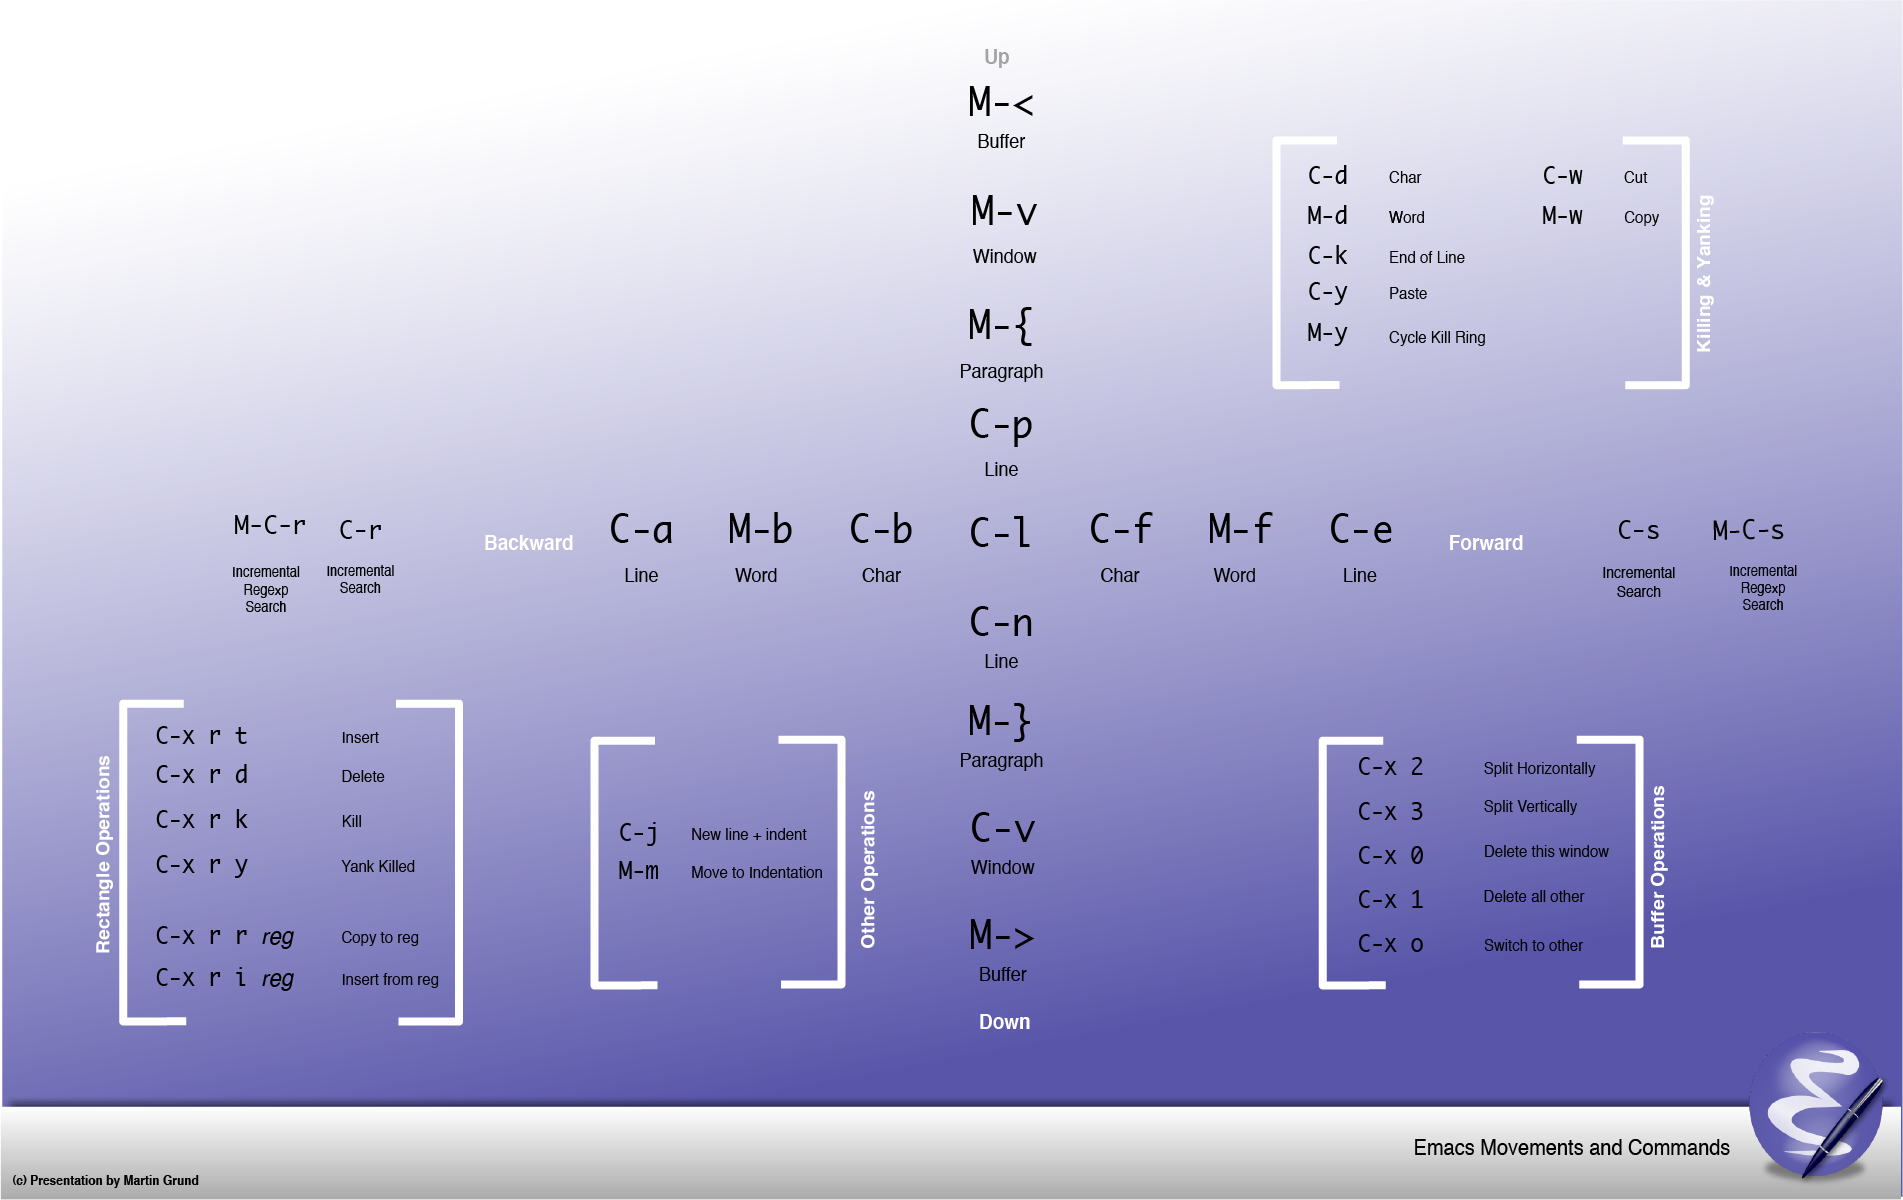 Up
M-<
Buffer
M-v
Window
M-{
Paragraph
C-p
Line
C-d Char C-w Cut
M-d Word M-w Copy
C-k End of Line
C-y Paste
M-y Cycle Kill Ring
Killing & Yanking
M-C-r
Incremental
Regexp
Search
C-r
Incremental
Search
Backward
C-a
Line
M-b
Word
C-b
Char
C-l
C-f
Char
M-f
Word
C-e
Line
Forward
C-s
Incremental
Search
M-C-s
Incremental
Regexp
Search
C-n
Line
M-}
Paragraph
C-v
Window
M->
Buffer
Down
Rectangle Operations
C-x r t Insert
C-x r d Delete
C-x r k Kill
C-x r y Yank Killed
C-x r r reg Copy to reg
C-x r i reg Insert from reg
C-j New line + indent
M-m Move to Indentation
Other Operations
C-x 2 Split Horizontally
C-x 3 Split Vertically
C-x 0 Delete this window
C-x 1 Delete all other
C-x o Switch to other
Buffer Operations
Emacs Movements and Commands
(c) Presentation by Martin Grund